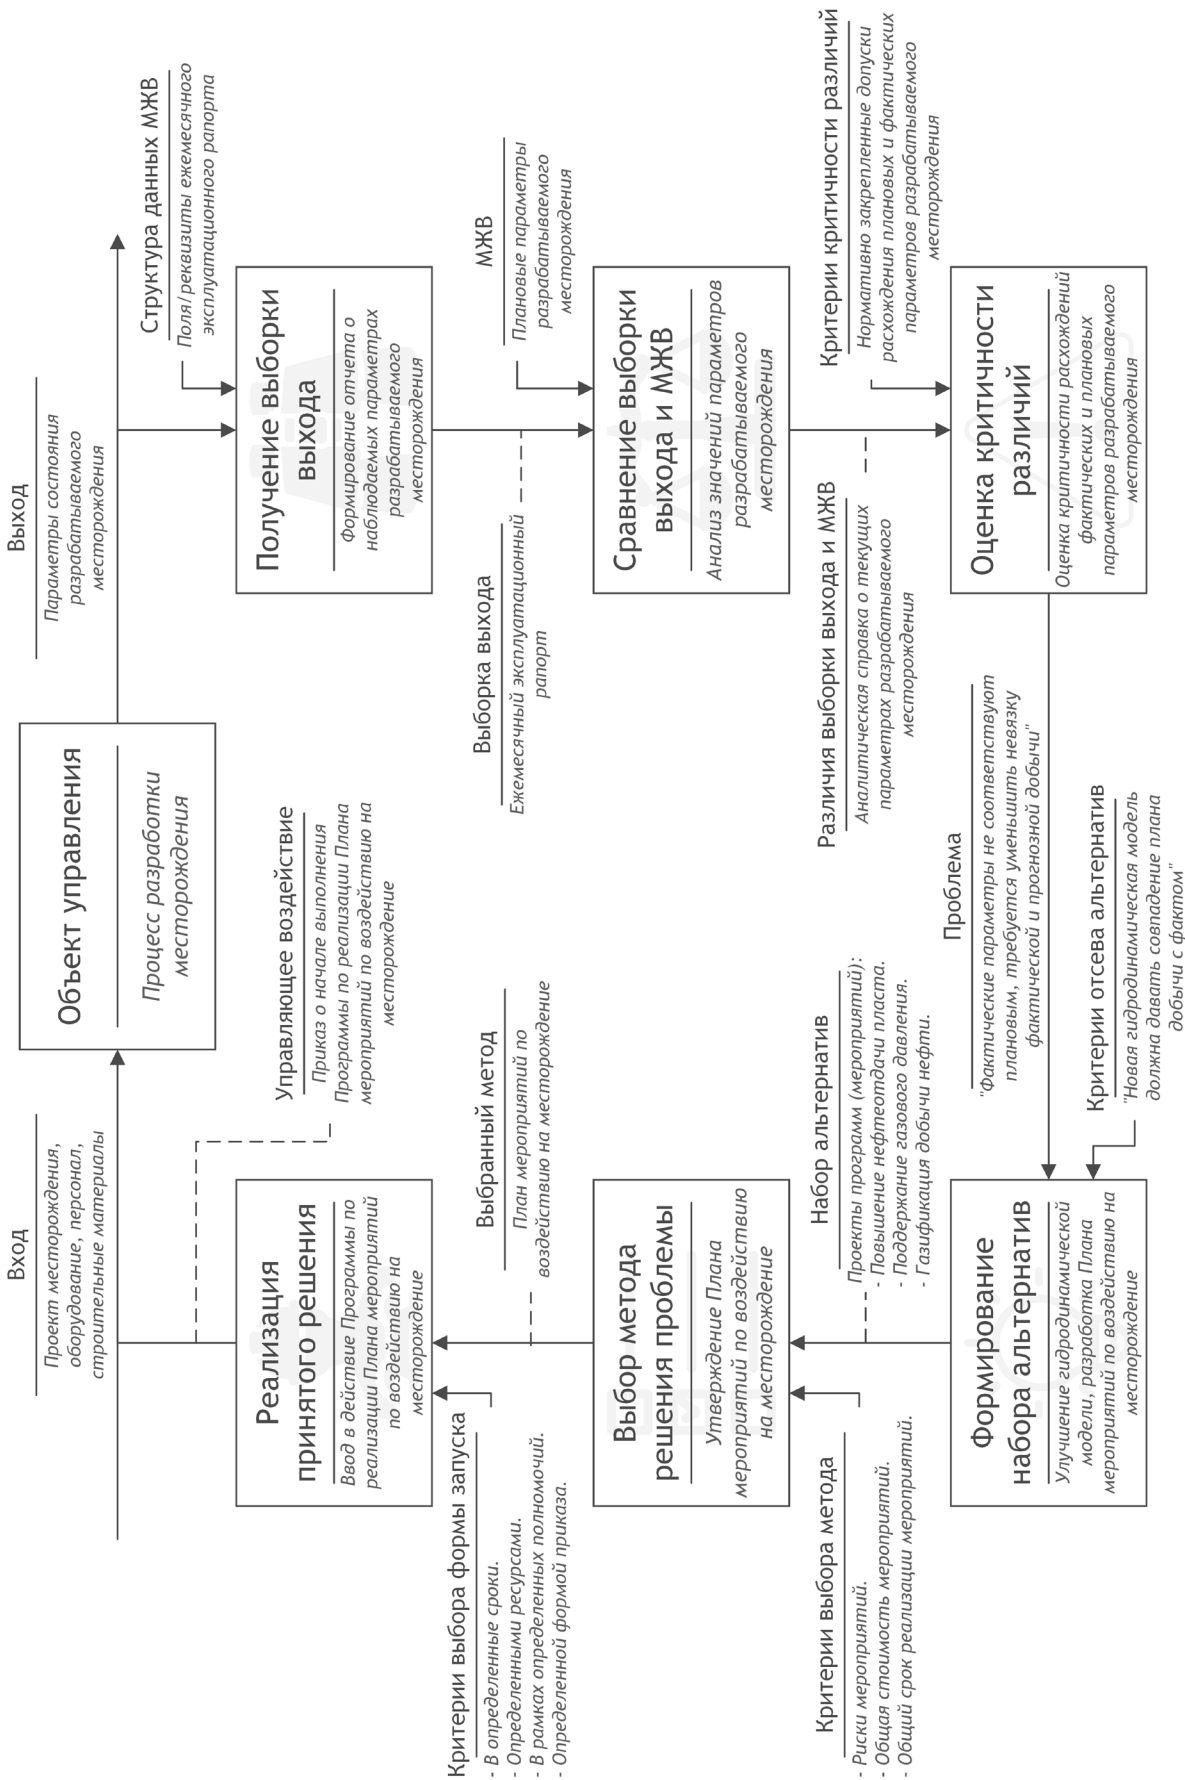 Вход
Проект месторождения,
оборудование, персонал,
строительные материалы
Объект управления
Процесс разработки
месторождения
Выход
Параметры состояния
разрабатываемого
месторождения
Управляющее воздействие
Приказ о начале выполнения
Программы по реализации Плана
мероприятий по воздействию на
месторождение
Структура данных МЖВ
Поля/реквизиты ежемесячного
эксплуатационного рапорта
Реализация
принятого решения
Ввод в действие Программы по
реализации Плана мероприятий
по воздействию на
месторождение
Получение выборки
выхода
Формирование отчета о
наблюдаемых параметрах
разрабатываемого
месторождения
Критерии выбора формы запуска
- В определенные сроки.
- Определенными ресурсами.
- В рамках определенных полномочий.
- Определенной формой приказа.
Выбранный метод
План мероприятий по
воздействию на месторождение
Выборка выхода
Ежемесячный эксплуатационный
рапорт
МЖВ
Плановые параметры
разрабатываемого
месторождения
Выбор метода
решения проблемы
Утверждение Плана
мероприятий по воздействию
на месторождение
Сравнение выборки
выхода и МЖВ
Анализ значений параметров
разрабатываемого
месторождения
Критерии выбора метода
- Риски мероприятий.
- Общая стоимость мероприятий.
- Общий срок реализации мероприятий.
Набор альтернатив
Проекты программ (мероприятий):
- Повышение нефтеотдачи пласта.
- Поддержание газового давления.
- Газификация добычи нефти.
Различия выборки выхода и МЖВ
Аналитическая справка о текущих
параметрах разрабатываемого
месторождения
Критерии критичности различий
Нормативно закрепленные допуски
расхождения плановых и фактических
параметров разрабатываемого
месторождения
Формирование
набора альтернатив
Улучшение гидродинамической
модели, разработка Плана
мероприятий по воздействию на
месторождение
Проблема
"Фактические параметры не соответствуют
плановым, требуется уменьшить невязку
фактической и прогнозной добычи"
Оценка критичности
различий
Оценка критичности расхождений
фактических и плановых
параметров разрабатываемого
месторождения
Критерии отсева альтернатив
"Новая гидродинамическая модель
должна давать совпадение плана
добычи с фактом"